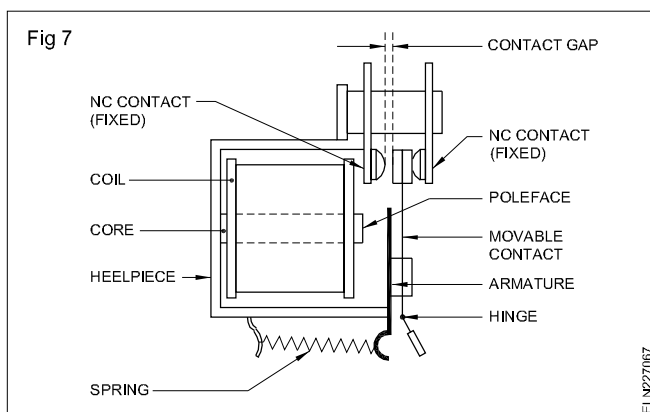 Fig 7
CONTACT GAP
NC CONTACT
(FIXED)
NC CONTACT
(FIXED)
COIL
POLEFACE
CORE
MOVABLE
CONTACT
HEELPIECE
ARMATURE
HINGE
SPRING
ELN227067